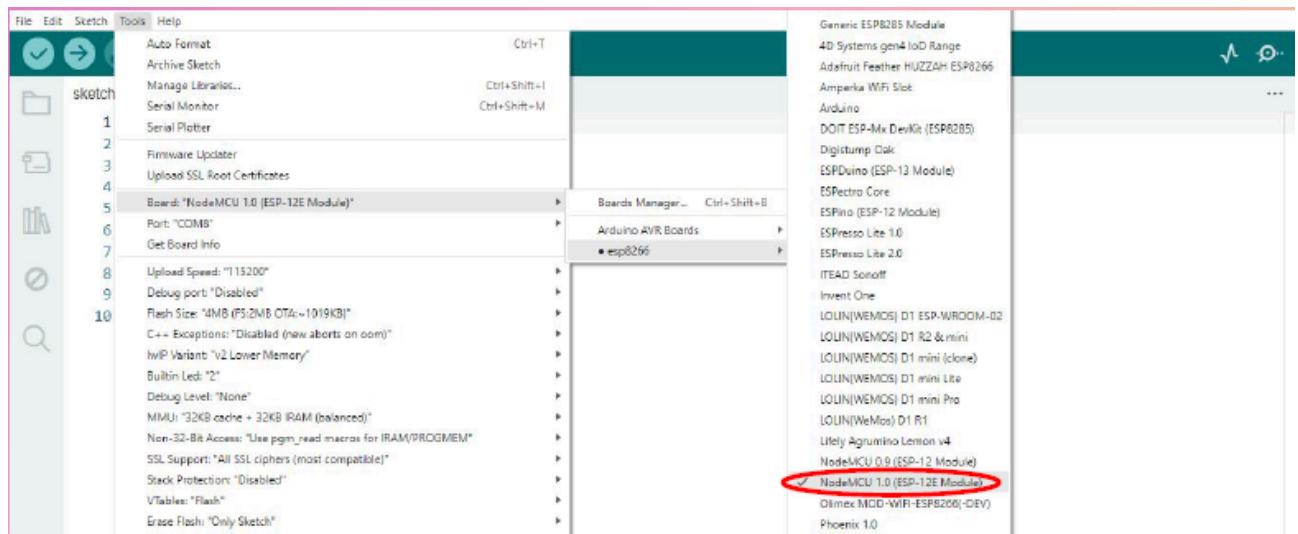 File Edit Sketch Tools Help
sketch
1
2
3
4
5
6
7
8
9
10
Auto Format Ctrl+T
Archive Sketch
Manage Libraries... Ctrl+Shift+I
Serial Monitor Ctrl+Shift+M
Serial Plotter
Firmware Updater
Upload SSL Root Certificates
Board: "NodeMCU 1.0 (ESP-12E Module)"
Port: "COM8"
Get Board Info
Upload Speed: "115200"
Debug port: "Disabled"
Flash Size: "4MB (FS:2MB OTA:~1019KB)"
C++ Exceptions: "Disabled (new aborts on oom)"
lwIP Variant: "v2 Lower Memory"
Builtin Led: "2"
Debug Level: "None"
MMU: "32KB cache + 32KB IRAM (balanced)"
Non-32-Bit Access: "Use pgm_read macros for IRAM/PROGMEM"
SSL Support: "All SSL ciphers (most compatible)"
Stack Protection: "Disabled"
VTables: "Flash"
Erase Flash: "Only Sketch"
Boards Manager... Ctrl+Shift+B
Arduino AVR Boards
● esp8266
Generic ESP8285 Module
4D Systems gen4 IoD Range
Adafruit Feather HUZZAH ESP8266
Amperka WiFi Slot
Arduino
DOIT ESP-Mx DevKit (ESP8285)
Digistump Oak
ESPDuino (ESP-13 Module)
ESPectro Core
ESPino (ESP-12 Module)
ESPresso Lite 1.0
ESPresso Lite 2.0
ITEAD Sonoff
Invent One
LOLIN(WEMOS) D1 ESP-WROOM-02
LOLIN(WEMOS) D1 R2 & mini
LOLIN(WEMOS) D1 mini (clone)
LOLIN(WEMOS) D1 mini Lite
LOLIN(WEMOS) D1 mini Pro
LOLIN(WeMos) D1 R1
Lifely Agrumino Lemon v4
NodeMCU 0.9 (ESP-12 Module)
✓ NodeMCU 1.0 (ESP-12E Module)
Olimex MOD-WIFI-ESP8266(-DEV)
Phoenix 1.0